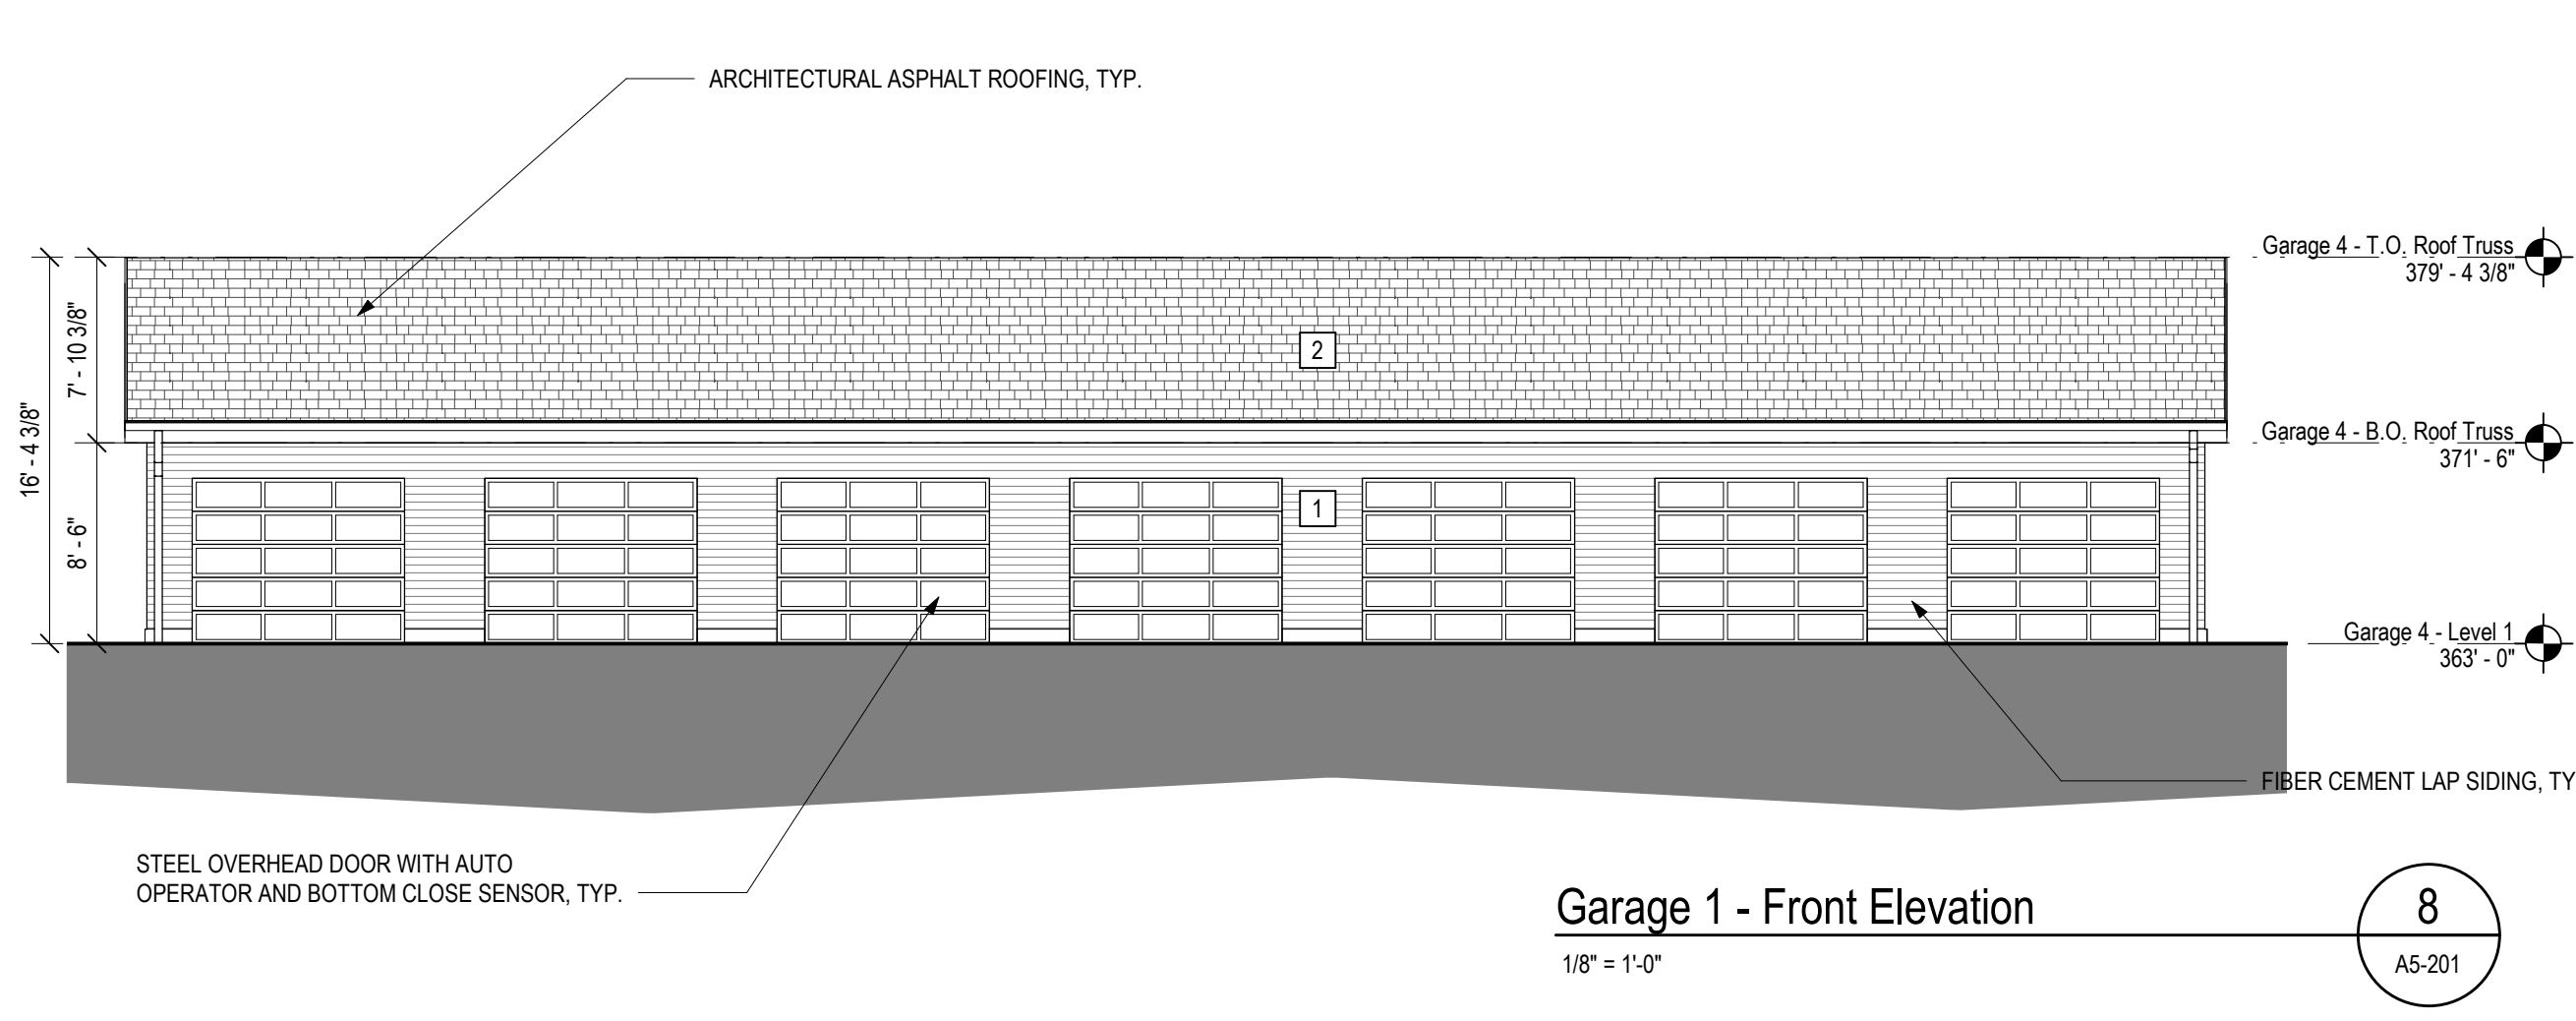 ARCHITECTURAL ASPHALT ROOFING, TYP.
Garage 4 - T.O. Roof Truss
379' - 4 3/8"
7' - 10 3/8"
2
16' - 4 3/8"
Garage 4 - B.O. Roof Truss
371' - 6"
8' - 6"
1
Garage 4 - Level 1
363' - 0"
FIBER CEMENT LAP SIDING, TY
STEEL OVERHEAD DOOR WITH AUTO
OPERATOR AND BOTTOM CLOSE SENSOR, TYP.
Garage 1 - Front Elevation
8
1/8" = 1'-0"
A5-201